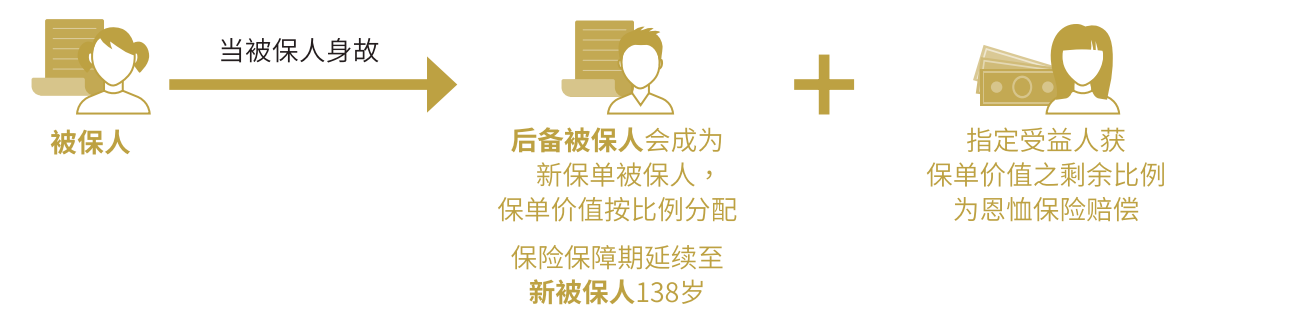 当被保人身故
被保人
后备被保人会成为
新保单被保人，
保单价值按比例分配
保险保障期延续至
新被保人138岁
指定受益人获
保单价值之剩余比例
为恩恤保险赔偿